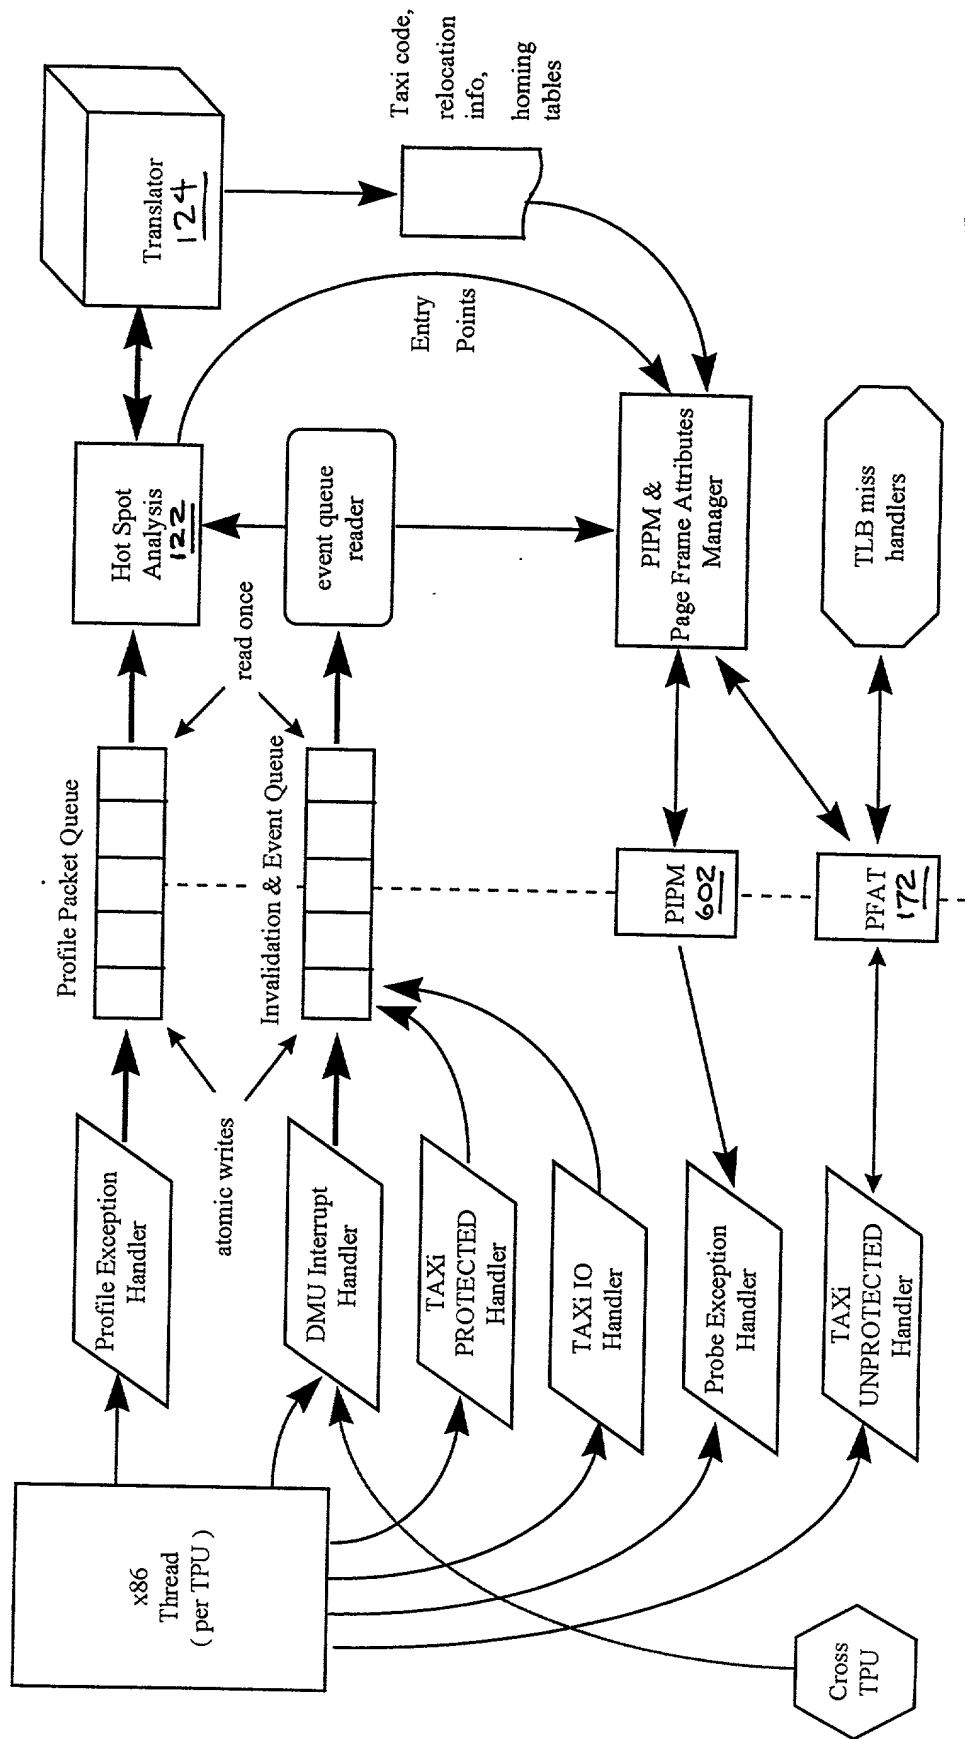 x86
Thread
( per TPU )
Cross
TPU
Profile Exception
Handler
DMU Interrupt
Handler
TAXi
PROTECTED
Handler
TAXi IO
Handler
Probe Exception
Handler
TAXi
UNPROTECTED
Handler
atomic writes
Profile Packet Queue
Invalidation & Event Queue
read once
PIPM
602
PFAT
172
Hot Spot
Analysis
122
event queue
reader
PIPM &
Page Frame Attributes
Manager
TLB miss
handlers
Entry
Points
Translator
124
Taxi code,
relocation
info,
homing
tables